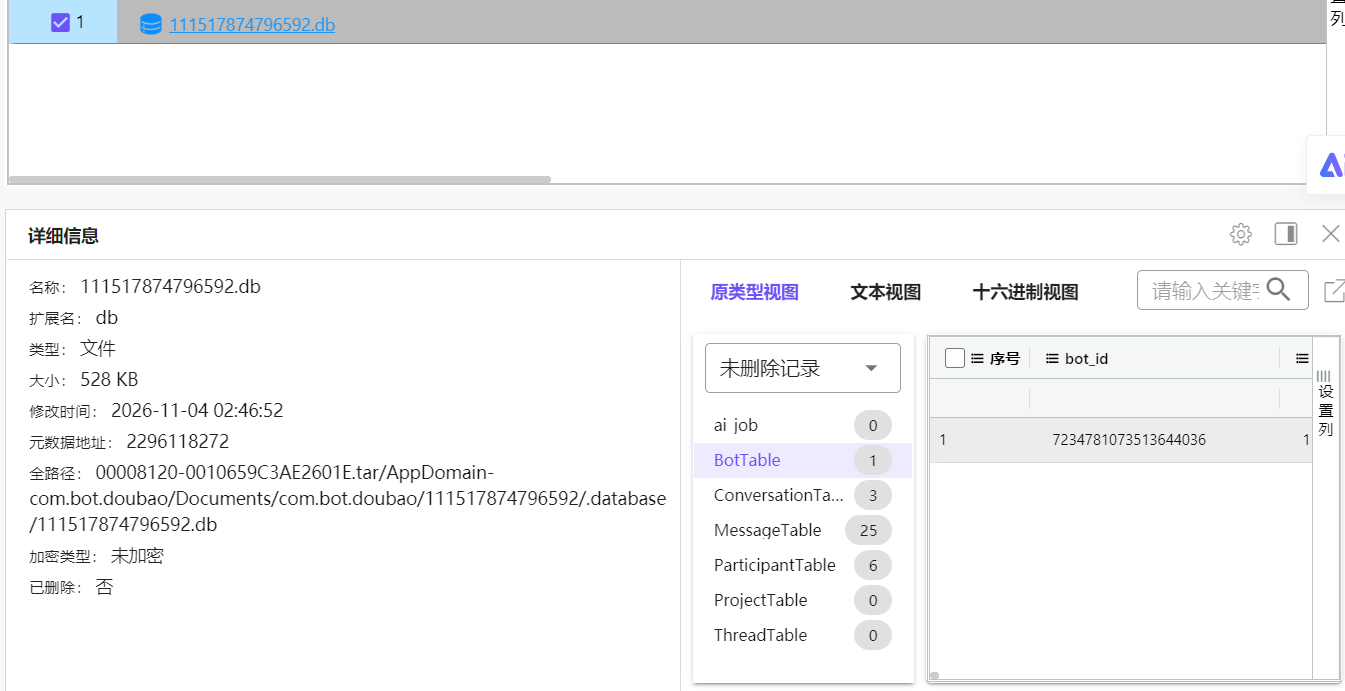 1
111517874796592.db
列
详细信息
名称： 111517874796592.db
扩展名： db
类型： 文件
大小： 528 KB
修改时间： 2026-11-04 02:46:52
元数据地址： 2296118272
全路径： 00008120-0010659C3AE2601E.tar/AppDomain-
com.bot.doubao/Documents/com.bot.doubao/111517874796592/.database
/111517874796592.db
加密类型： 未加密
已删除： 否
原类型视图 文本视图 十六进制视图 请输入关键
未删除记录
ai_job 0
BotTable 1
ConversationTa... 3
MessageTable 25
ParticipantTable 6
ProjectTable 0
ThreadTable 0
序号 bot_id
1 7234781073513644036 1
设
置
列